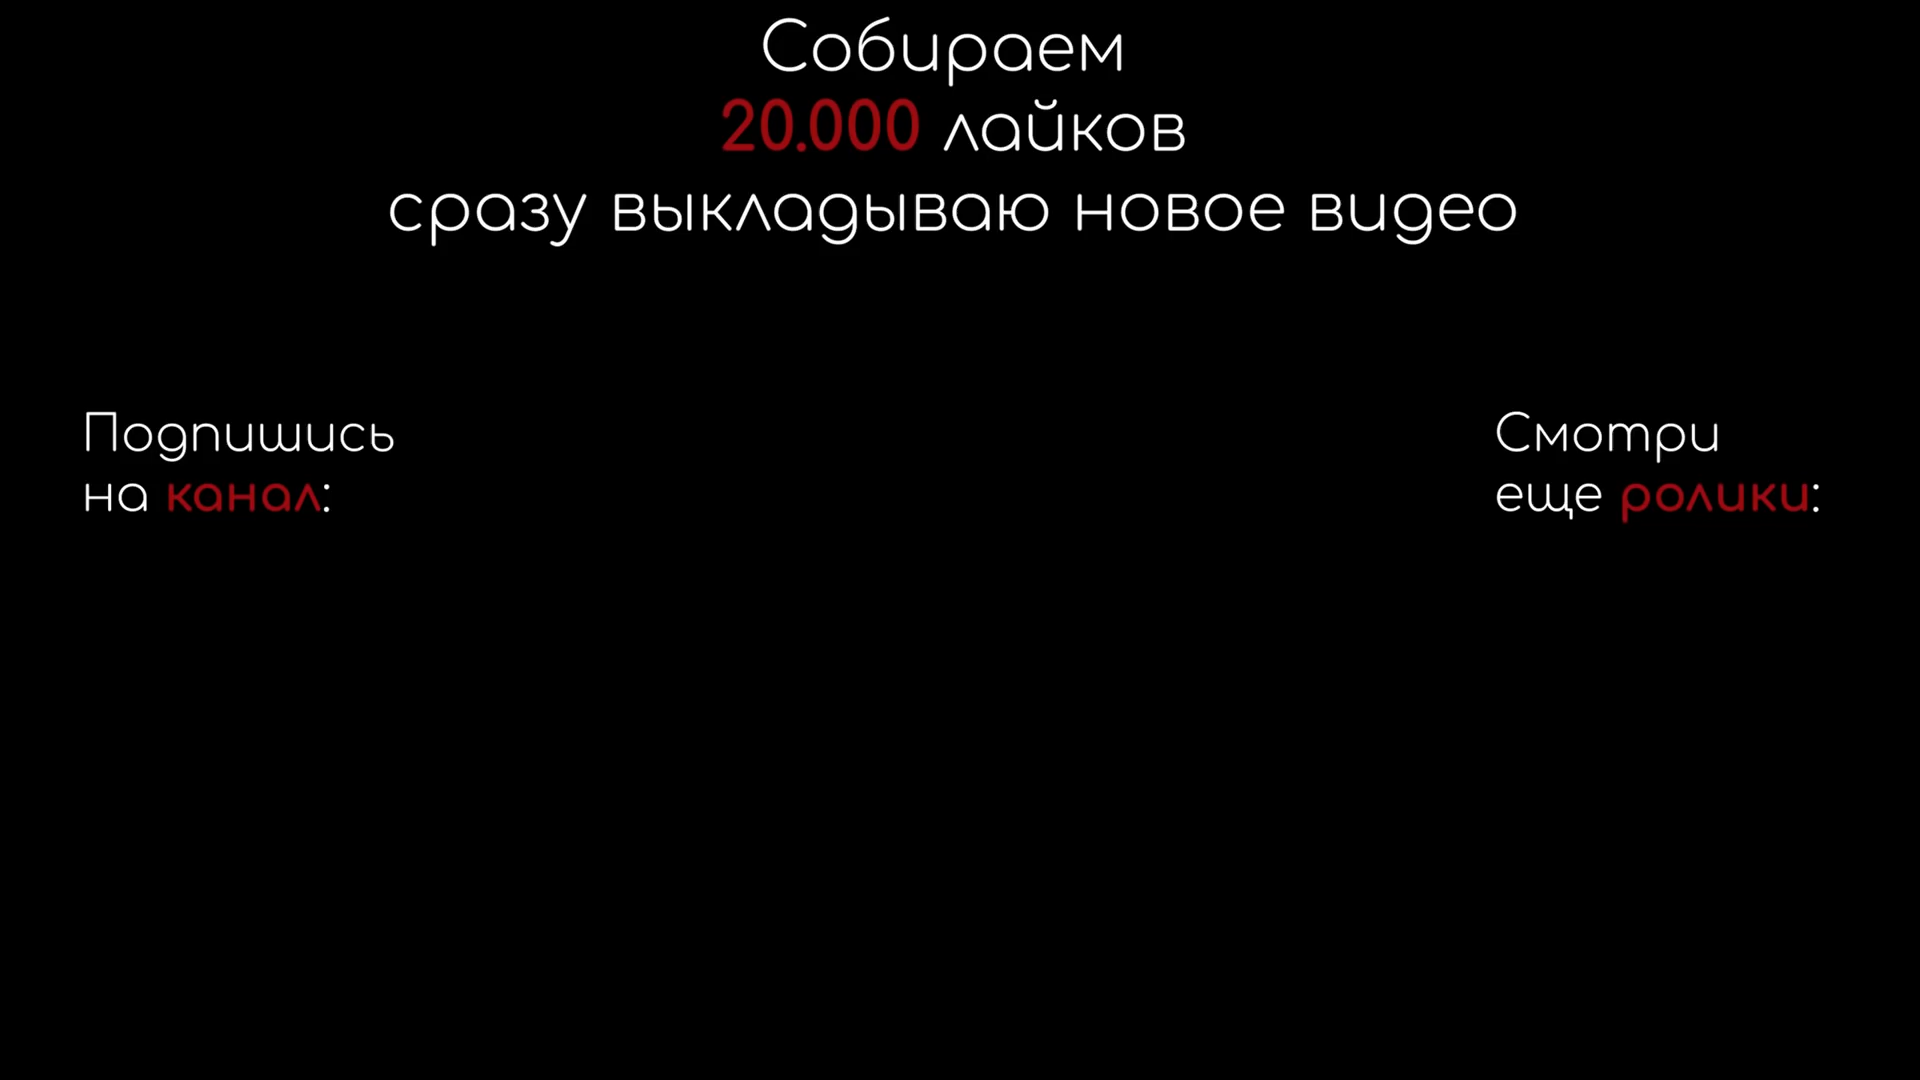 Собираем
20.000 лайков
сразу выкладываю новое видео
Подпишись
на канал:
Смотри
еще ролики: